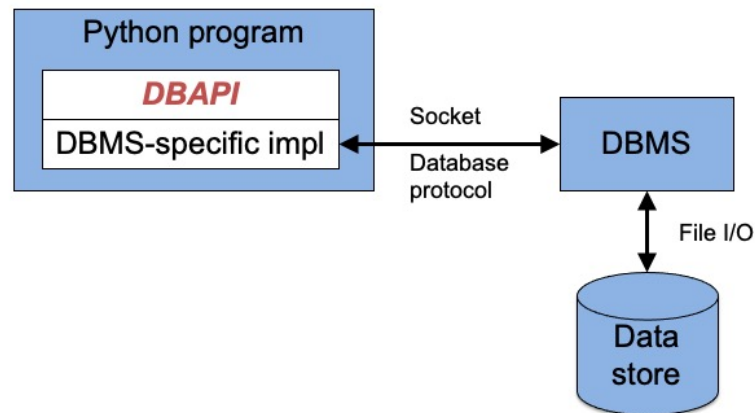 Python program
DBAPI
DBMS-specific impl
Socket
Database
protocol
DBMS
File I/O
Data
store